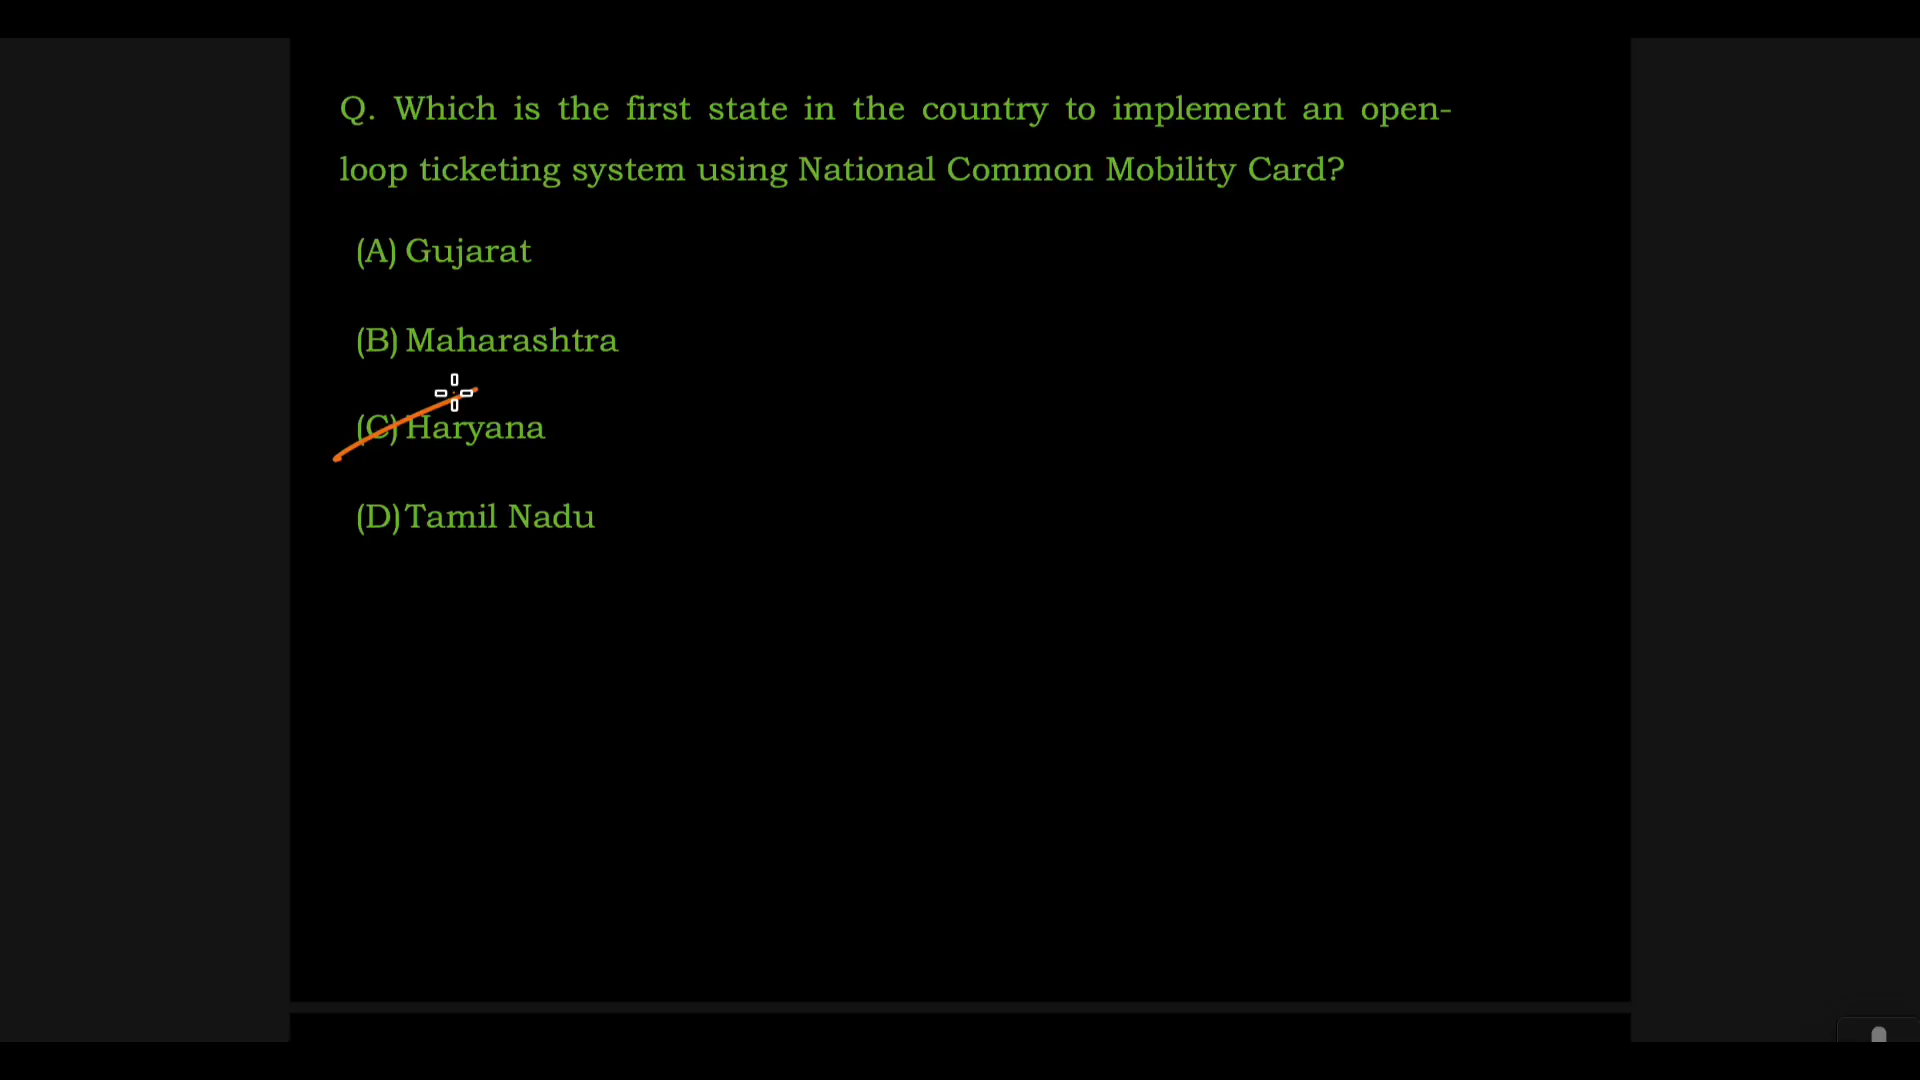 Q. Which is the first state in the country to implement an open-
loop ticketing system using National Common Mobility Card?
(A) Gujarat
(B) Maharashtra
(C) Haryana
(D) Tamil Nadu